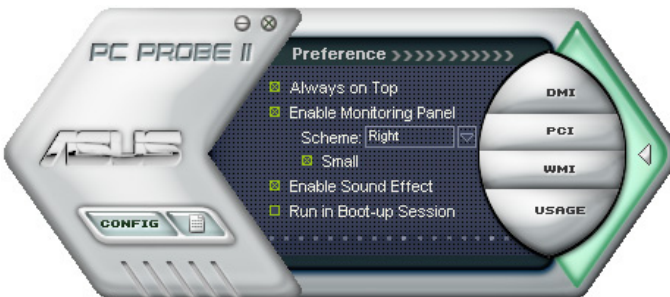 PC PROBE II
Preference >>>>>>>>>>>
Always on Top
Enable Monitoring Panel
Scheme: Right
Small
Enable Sound Effect
Run in Boot-up Session
ASUS
CONFIG
DMI
PCI
WMI
USAGE